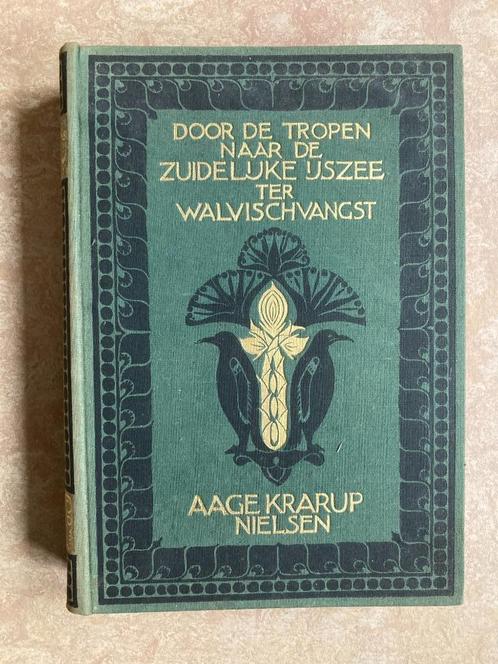 DOOR DE TROPEN
NAAR DE
ZUIDELIJKE IJSZEE
TER
WALVISCHVANGST
AAGE KRARUP
NIELSEN